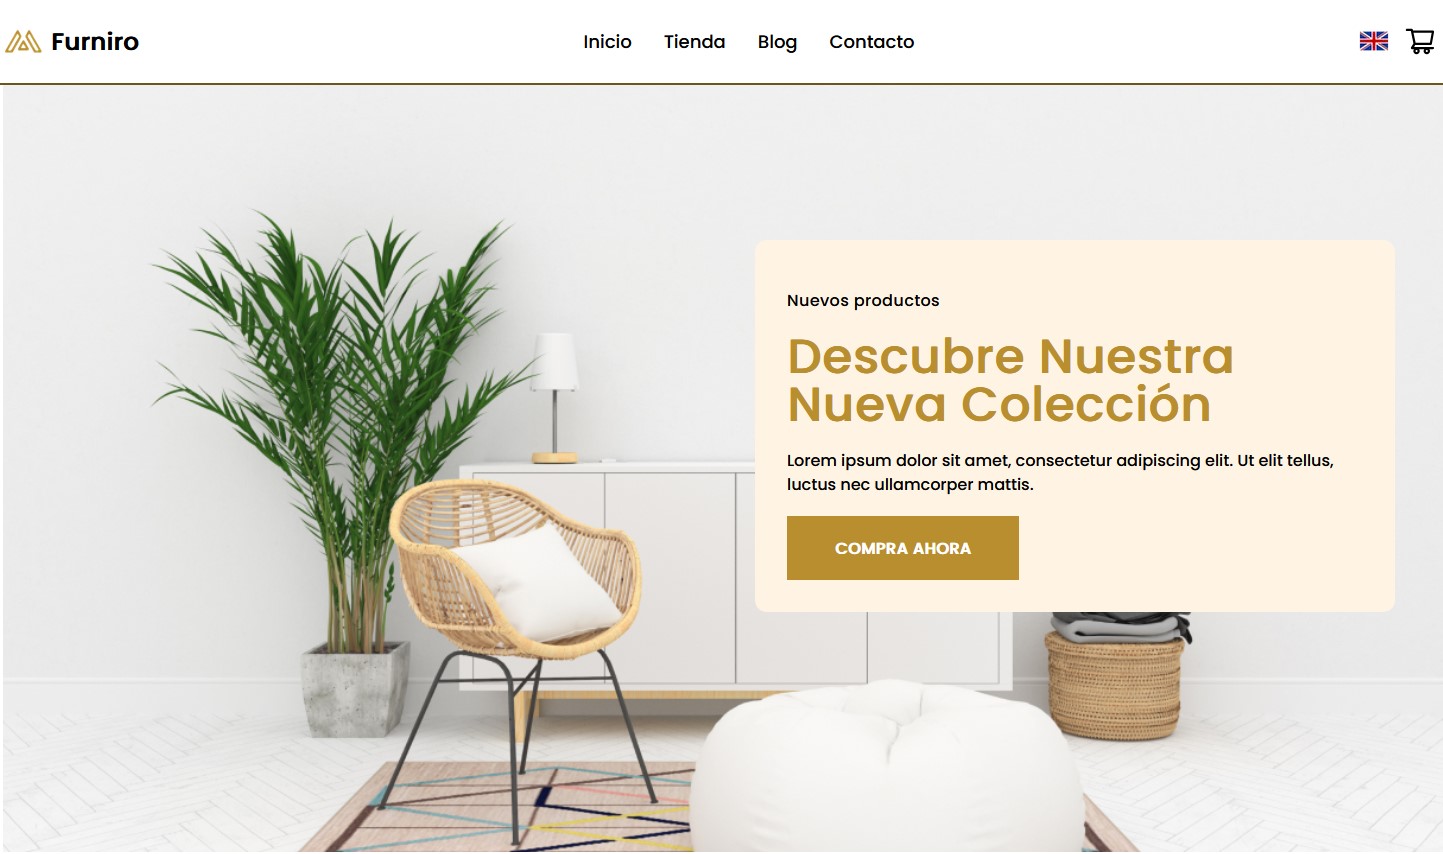 Furniro
Inicio
Tienda
Blog
Contacto
Nuevos productos
Descubre Nuestra
Nueva Colección
Lorem ipsum dolor sit amet, consectetur adipiscing elit. Ut elit tellus,
luctus nec ullamcorper mattis.
COMPRA AHORA